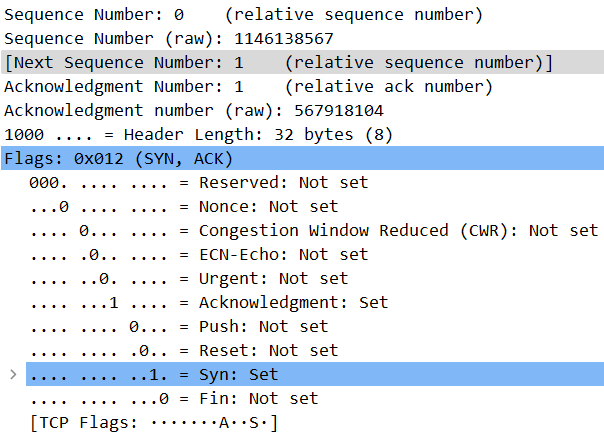 Sequence Number: 0    (relative sequence number)
Sequence Number (raw): 1146138567
[Next Sequence Number: 1    (relative sequence number)]
Acknowledgment Number: 1    (relative ack number)
Acknowledgment number (raw): 567918104
1000 .... = Header Length: 32 bytes (8)
Flags: 0x012 (SYN, ACK)
000. .... .... = Reserved: Not set
...0 .... .... = Nonce: Not set
.... 0... .... = Congestion Window Reduced (CWR): Not set
.... .0.. .... = ECN-Echo: Not set
.... ..0. .... = Urgent: Not set
.... ...1 .... = Acknowledgment: Set
.... .... 0... = Push: Not set
.... .... .0.. = Reset: Not set
.... .... ..1. = Syn: Set
.... .... ...0 = Fin: Not set
[TCP Flags: ·······A··S·]